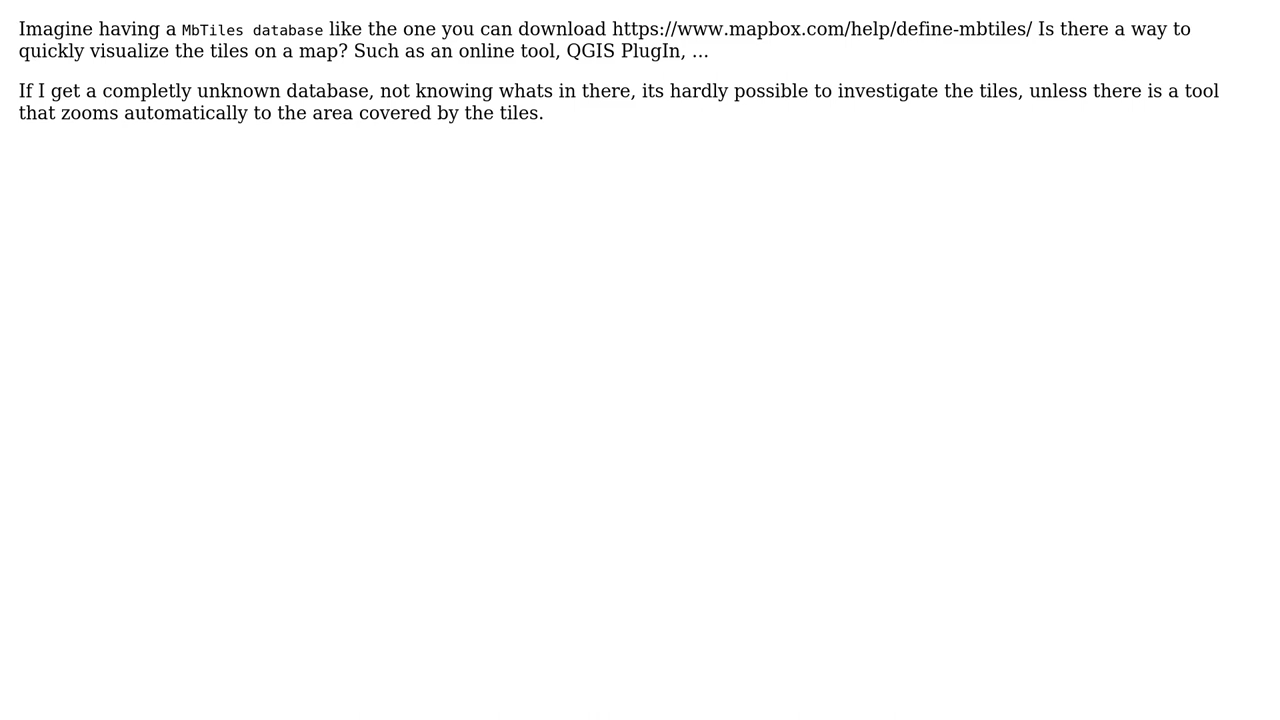 Imagine having a MbTiles database like the one you can download https://www.mapbox.com/help/define-mbtiles/ Is there a way to
quickly visualize the tiles on a map? Such as an online tool, QGIS PlugIn, ...
If I get a completly unknown database, not knowing whats in there, its hardly possible to investigate the tiles, unless there is a tool
that zooms automatically to the area covered by the tiles.